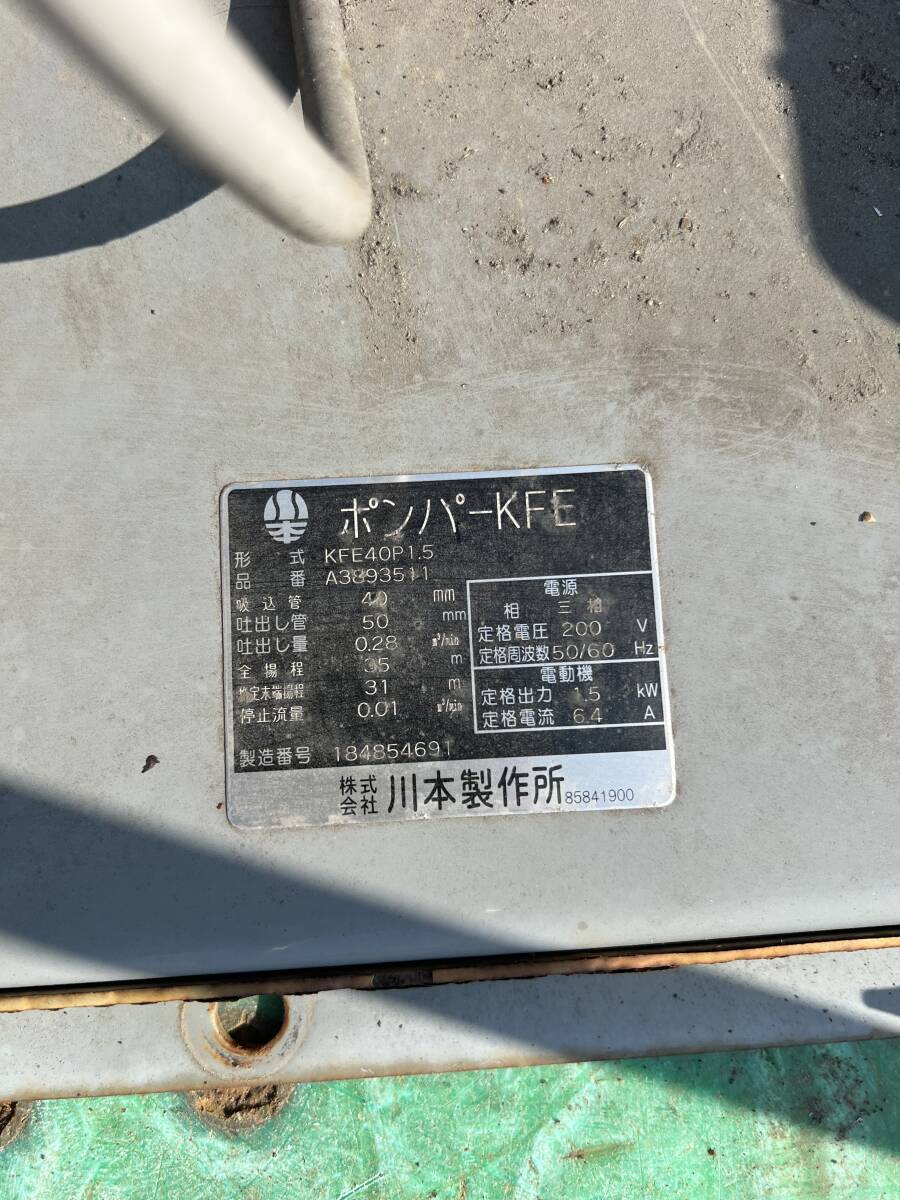 ポンパーKFE
形式 KFE40P1.5
品番 A3893511
吸込管 40 mm
吐出し管 50 mm
吐出し量 0.28 m³/min
全揚程 35 m
推定末端揚程 31 m
停止流量 0.01 m³/min
電源
相 三相
定格電圧 200 V
定格周波数 50/60 Hz
電動機
定格出力 1.5 kW
定格電流 6.4 A
製造番号 184854691
株式会社 川本製作所 85841900